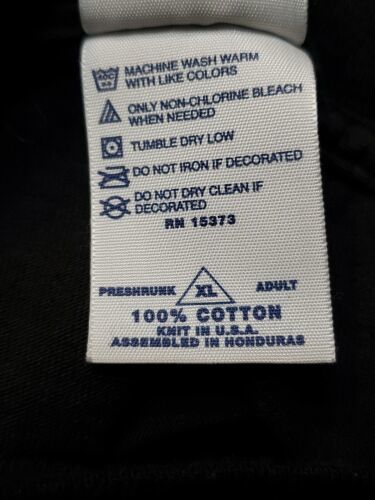 MACHINE WASH WARM
WITH LIKE COLORS
ONLY NON-CHLORINE BLEACH
WHEN NEEDED
TUMBLE DRY LOW
DO NOT IRON IF DECORATED
DO NOT DRY CLEAN IF
DECORATED
RN 15373
PRESHRUNK XL ADULT
100% COTTON
KNIT IN U.S.A.
ASSEMBLED IN HONDURAS